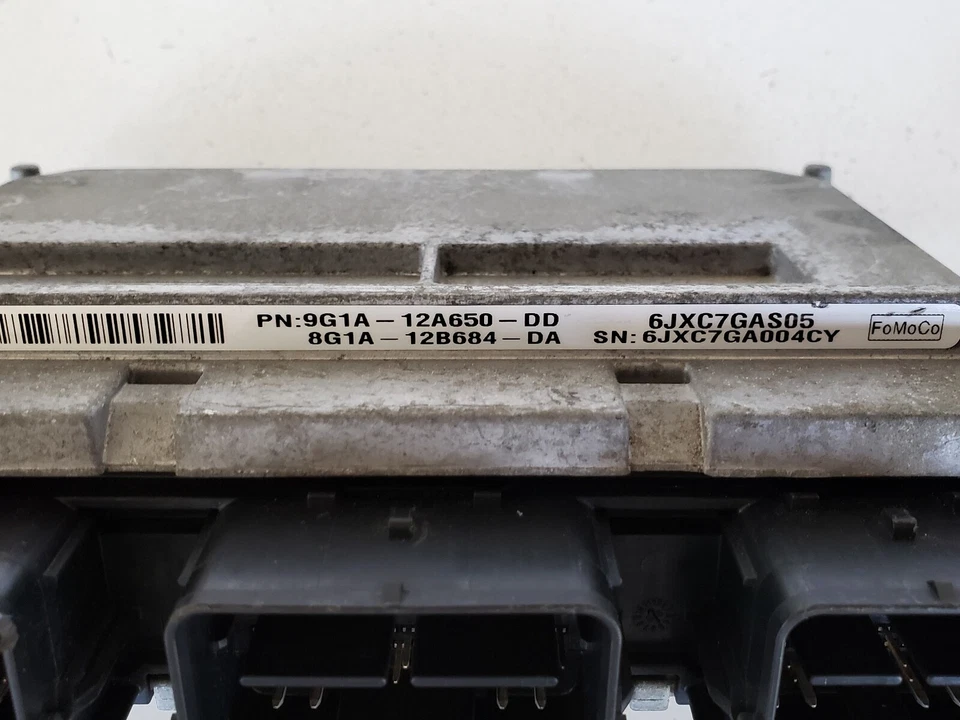 PN:9G1A-12A650-DD 6JXC7GAS05
8G1A-12B684-DA SN:6JXC7GA004CY
FoMoCo